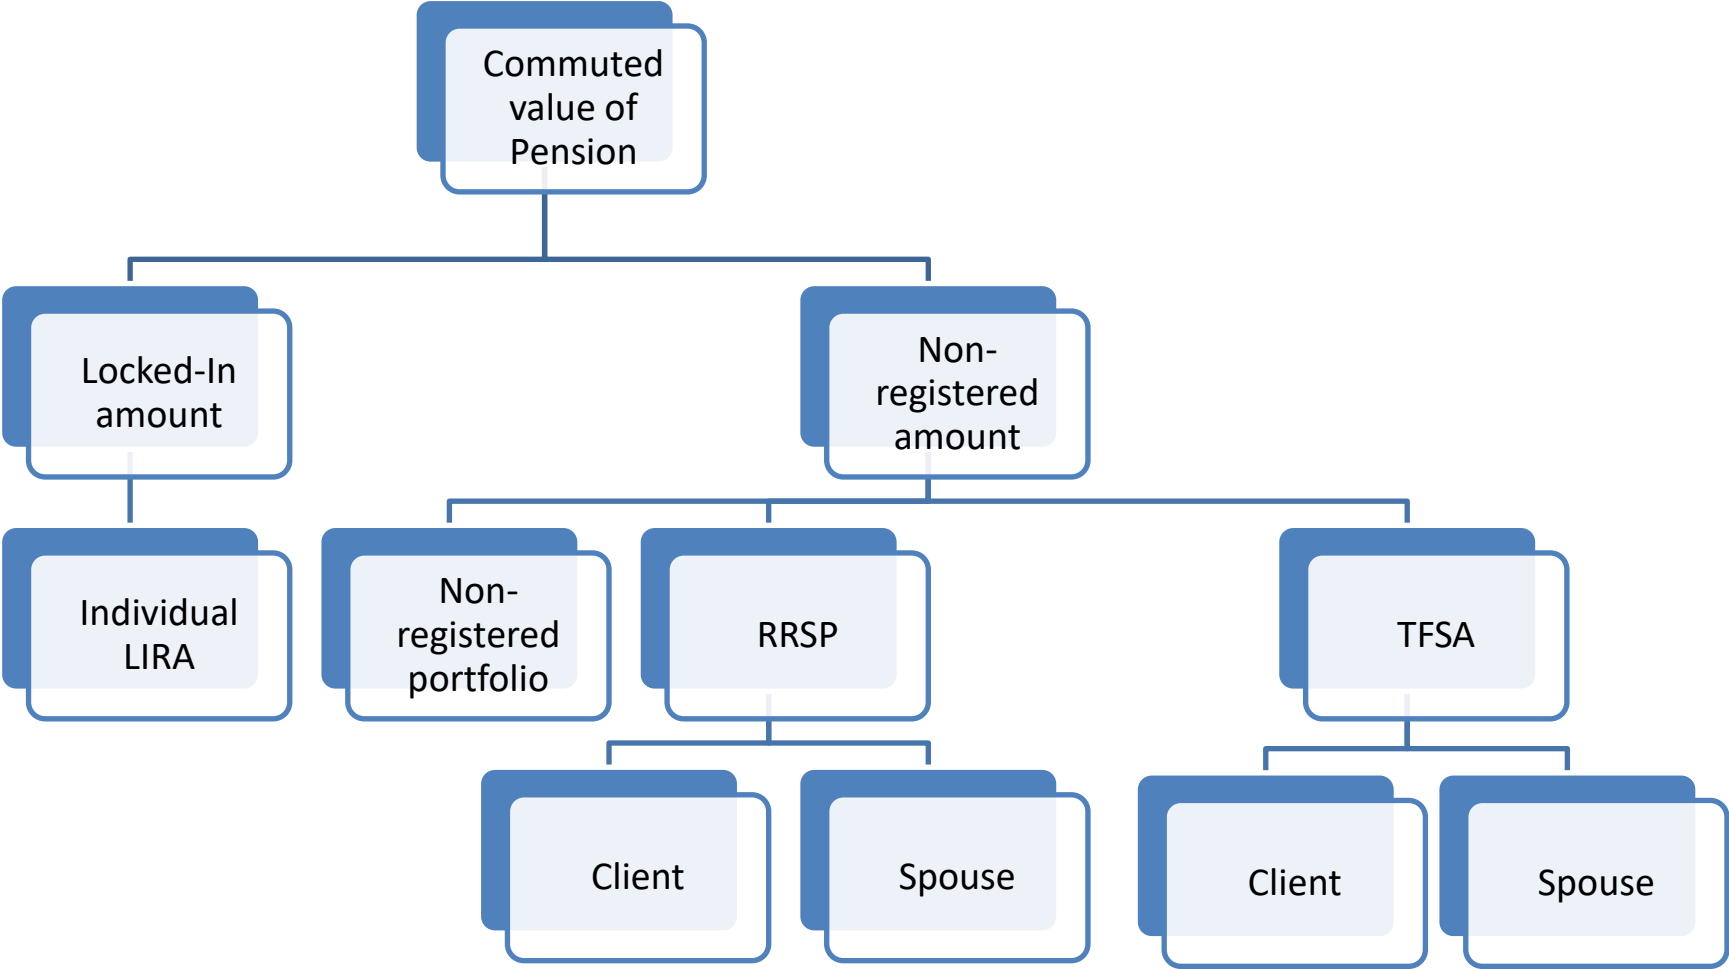 Commuted
value of
Pension
Locked-In
amount
Non-
registered
amount
Individual
LIRA
Non-
registered
portfolio
RRSP
TFSA
Client
Spouse
Client
Spouse